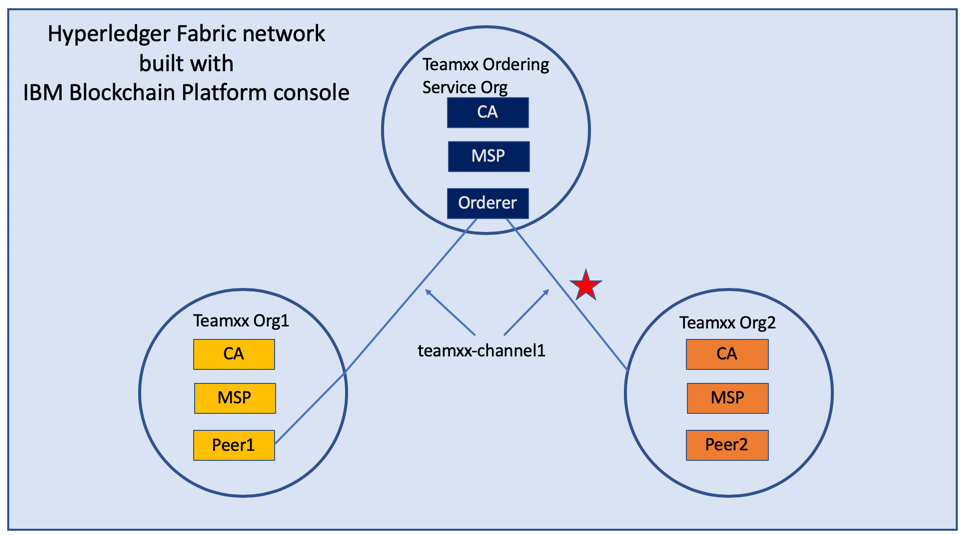 Hyperledger Fabric network
built with
IBM Blockchain Platform console
Teamxx Ordering
Service Org
CA
MSP
Orderer
Teamxx Org1
CA
MSP
Peer1
teamxx-channel1
Teamxx Org2
CA
MSP
Peer2